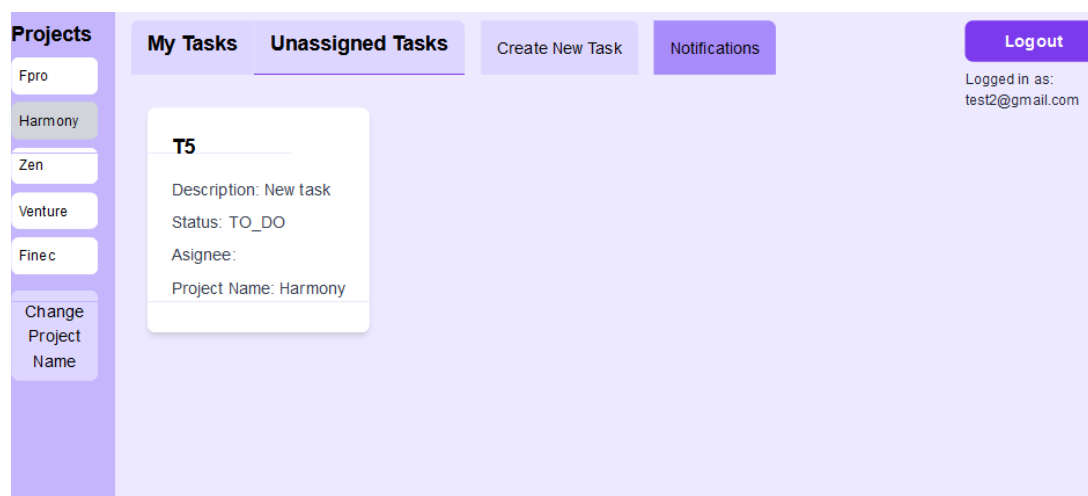 Projects
Fpro
Harmony
Zen
Venture
Finec
Change
Project
Name
My Tasks
Unassigned Tasks
Create New Task
Notifications
Logout
Logged in as:
test2@gmail.com
T5
Description: New task
Status: TO_DO
Asignee:
Project Name: Harmony